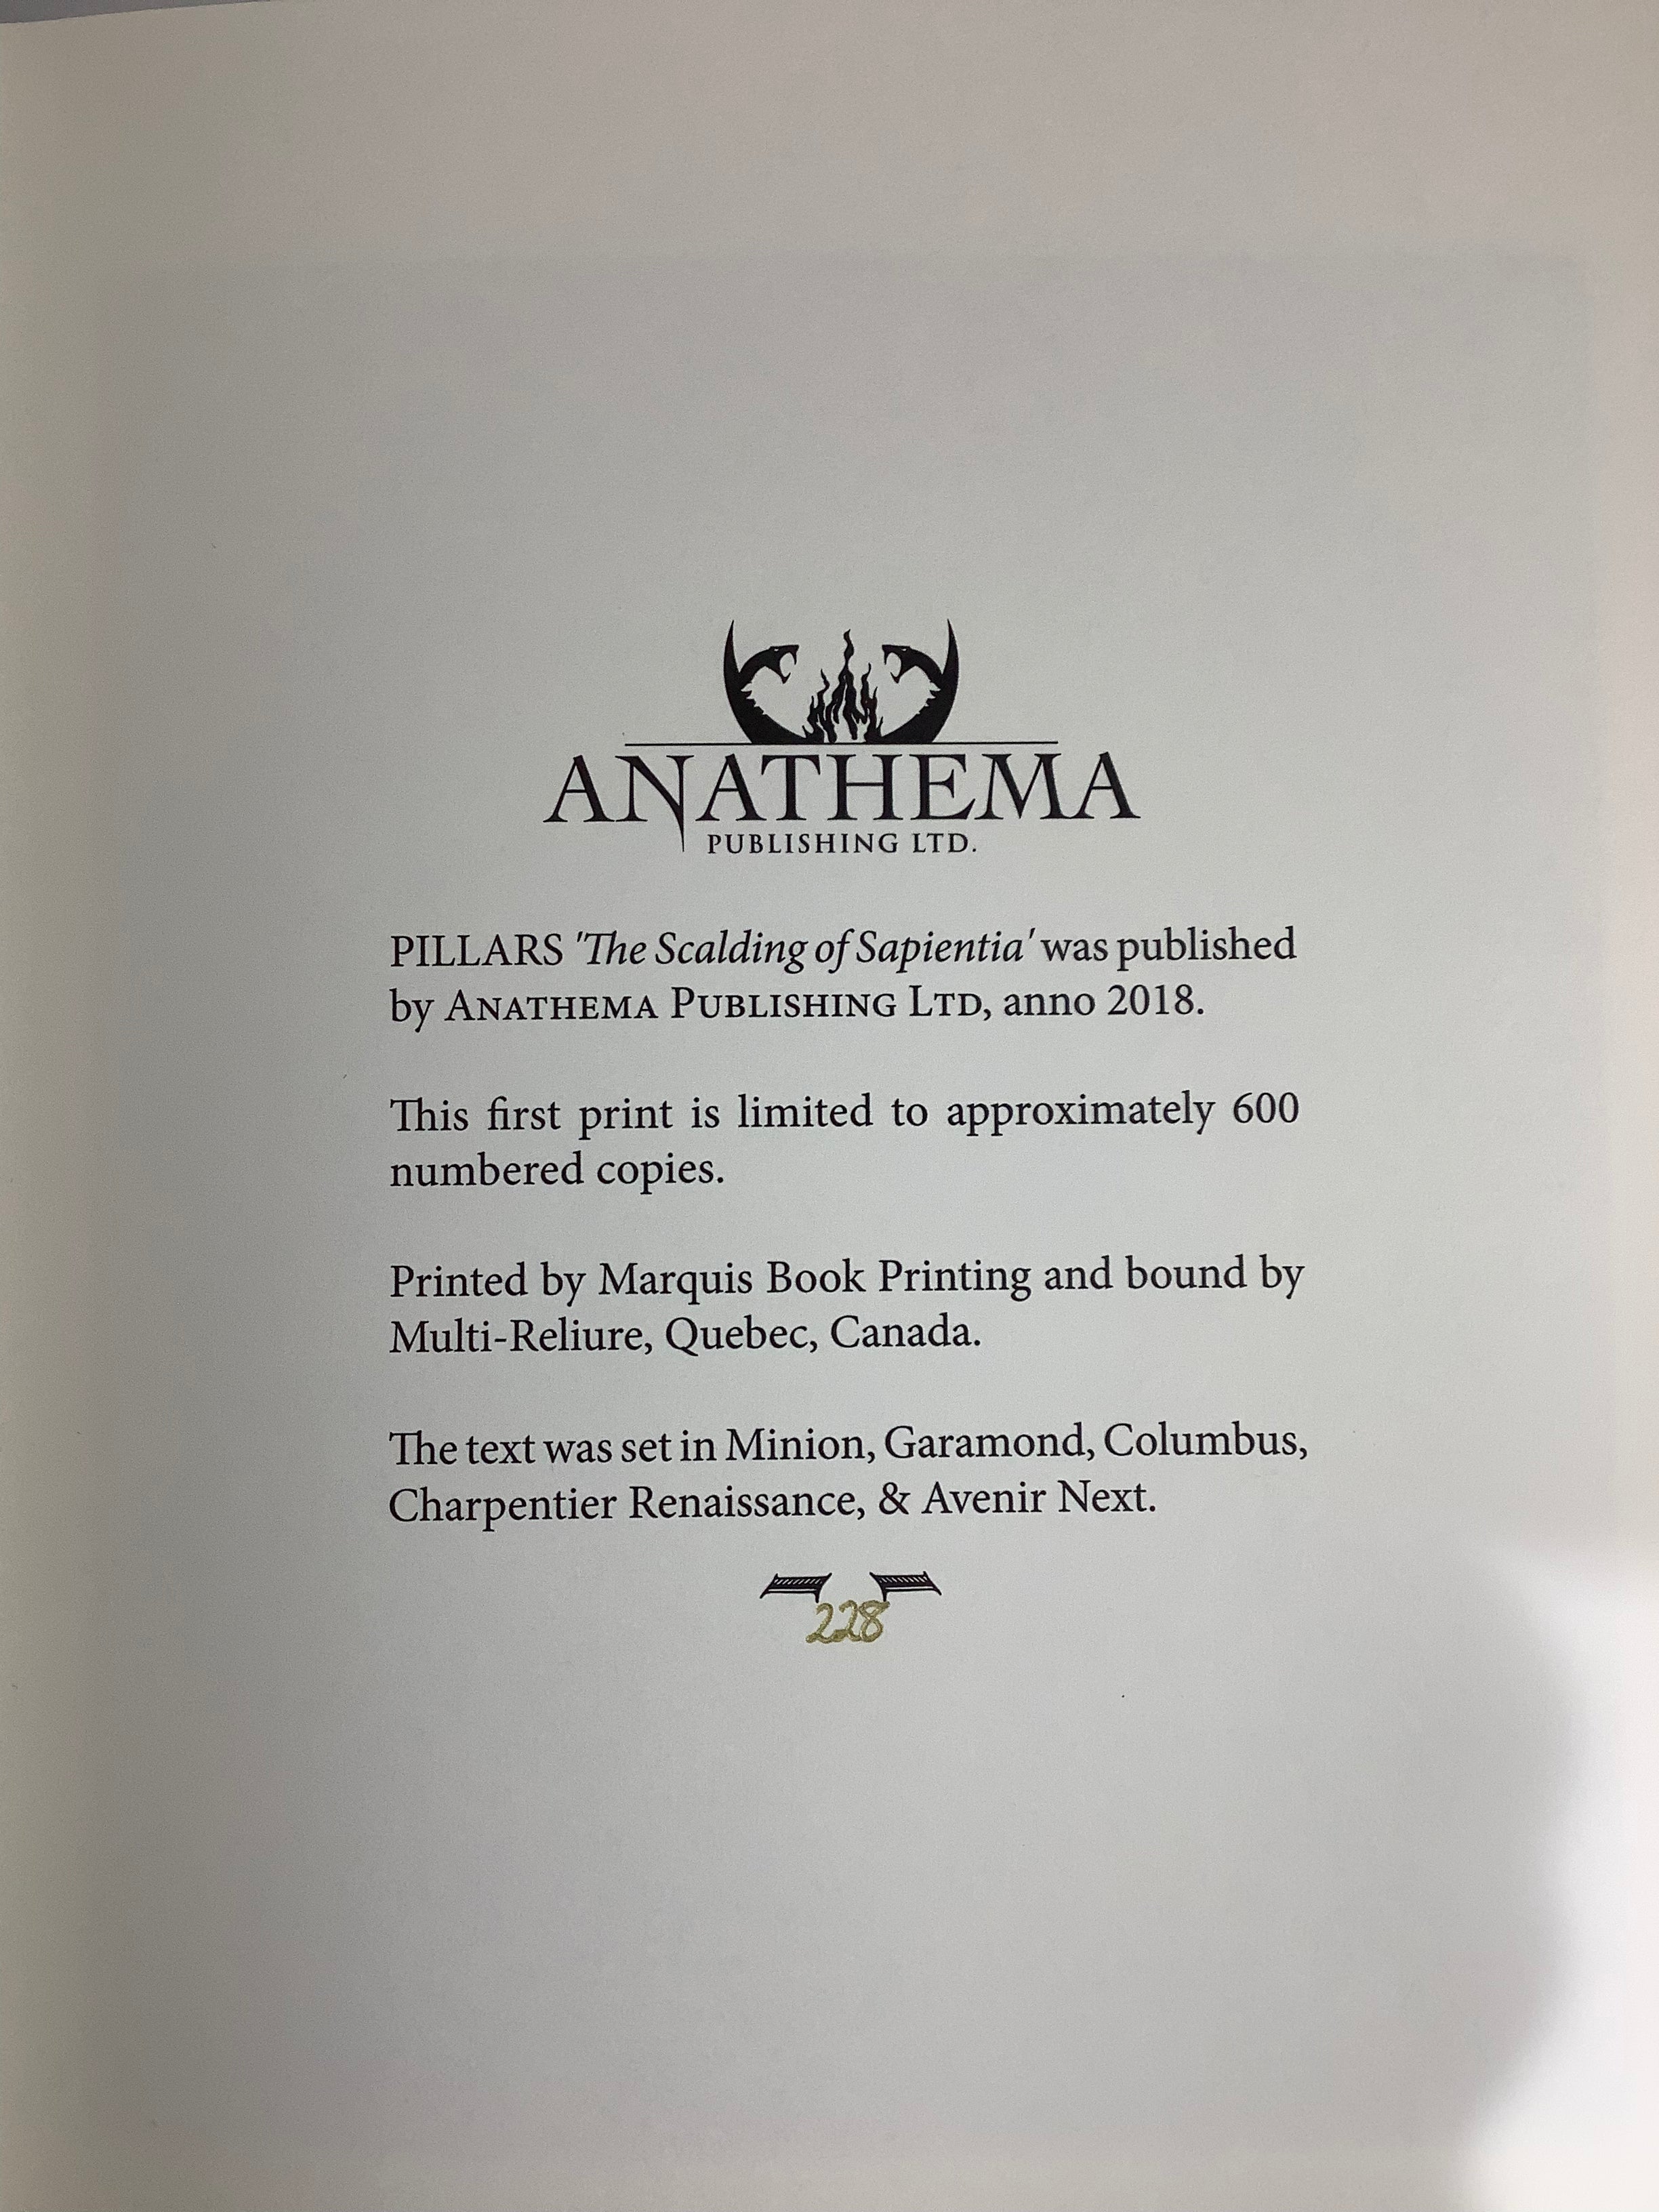 ANATHEMA
PUBLISHING LTD.
PILLARS 'The Scalding of Sapientia' was published
by ANATHEMA PUBLISHING LTD, anno 2018.
This first print is limited to approximately 600
numbered copies.
Printed by Marquis Book Printing and bound by
Multi-Reliure, Quebec, Canada.
The text was set in Minion, Garamond, Columbus,
Charpentier Renaissance, & Avenir Next.
228